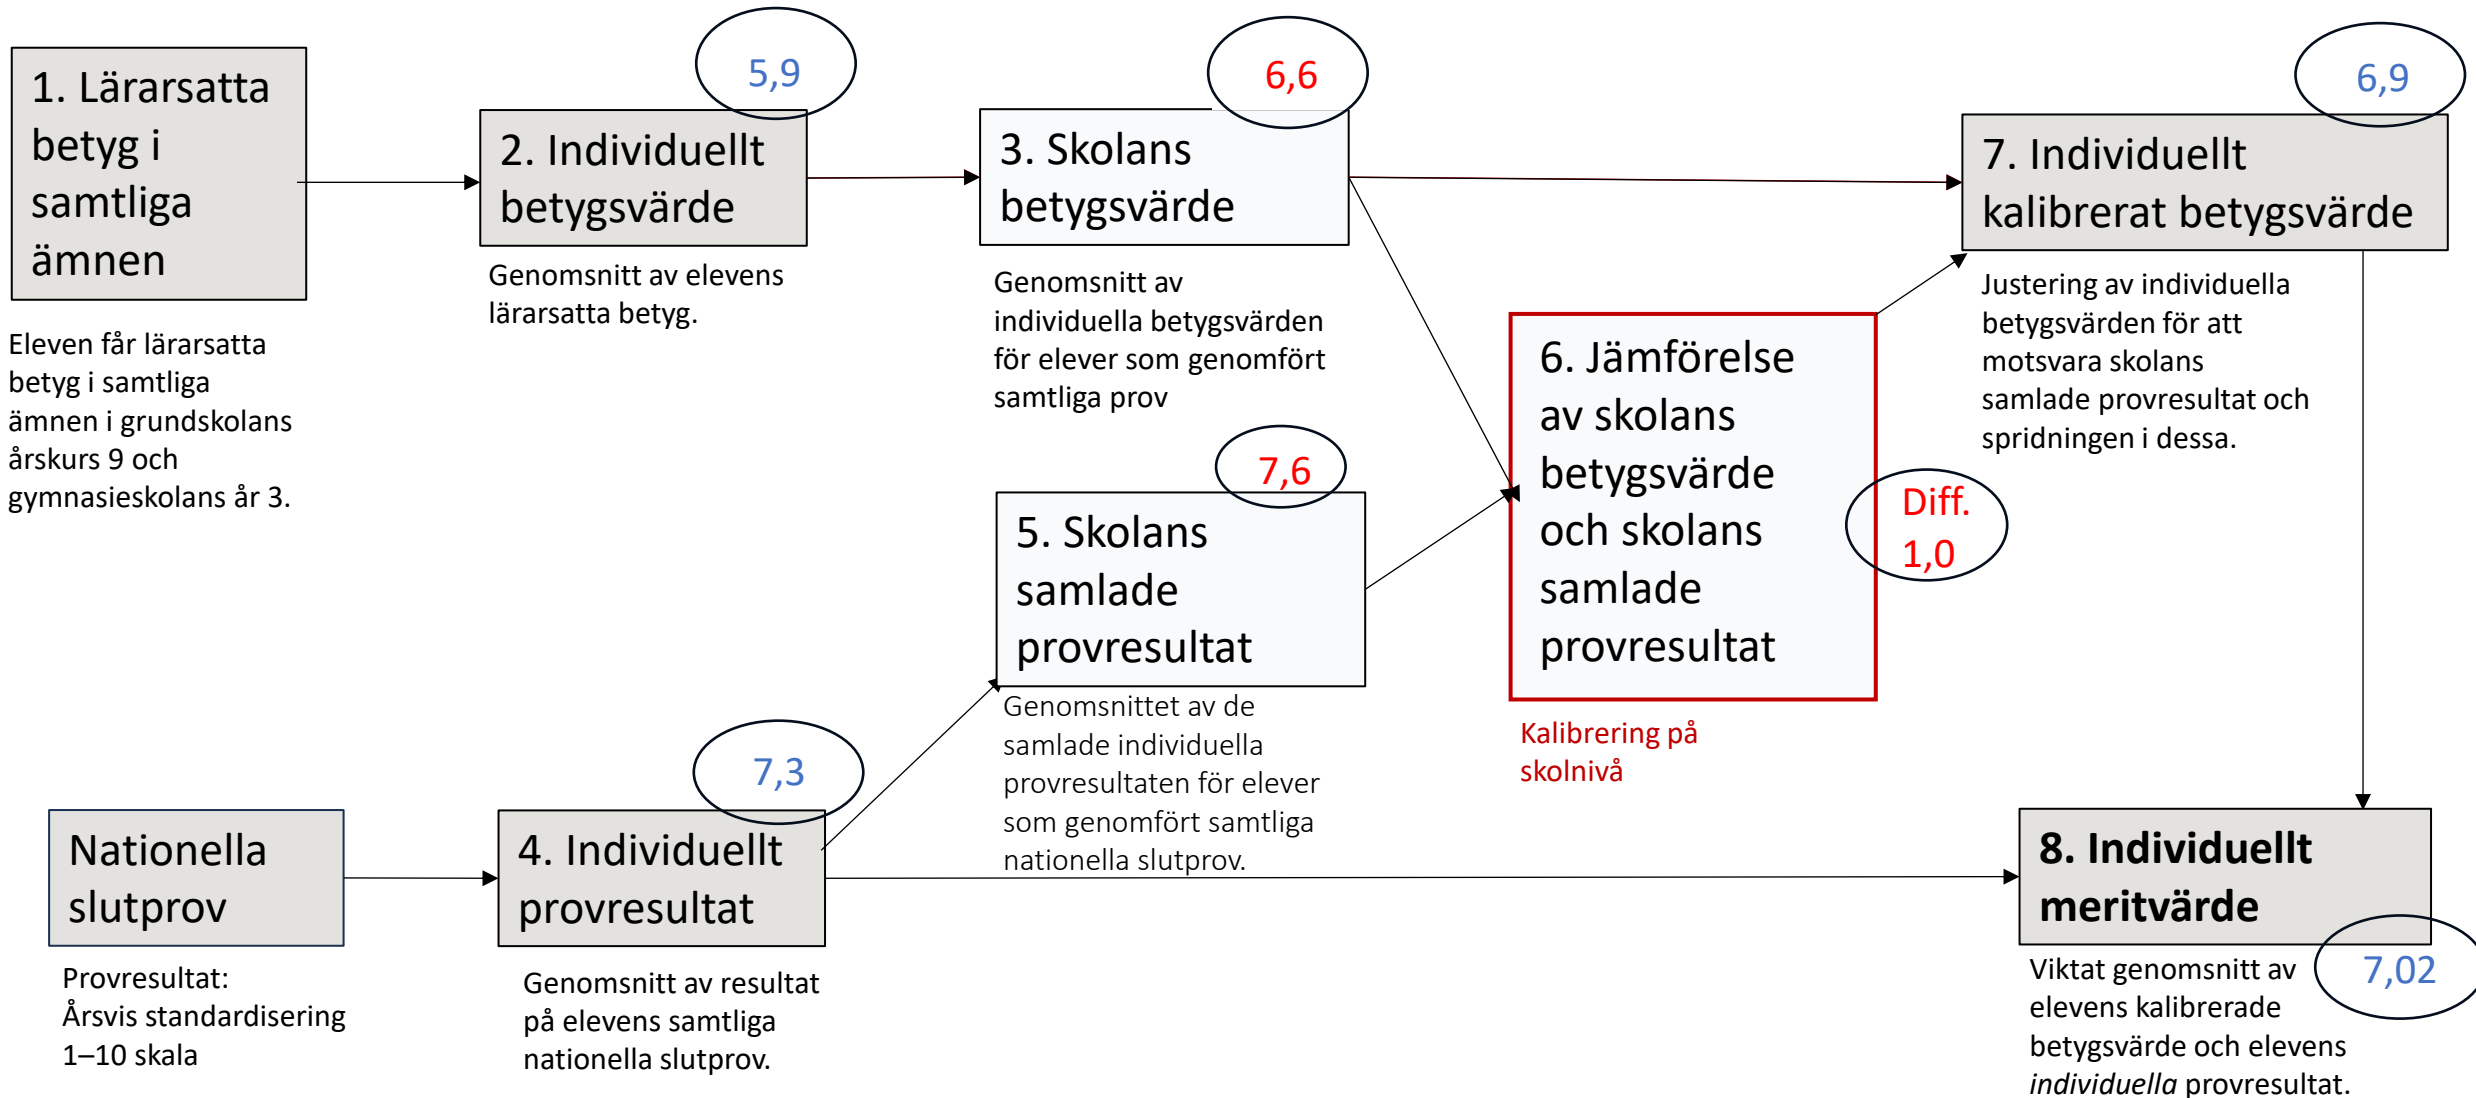 1. Lärarsatta
betyg i
samtliga
ämnen
Eleven får lärarsatta
betyg i samtliga
ämnen i grundskolans
årskurs 9 och
gymnasieskolans år 3.
5,9
2. Individuellt
betygsvärde
Genomsnitt av elevens
lärarsatta betyg.
6,6
3. Skolans
betygsvärde
Genomsnitt av
individuella betygsvärden
för elever som genomfört
samtliga prov
Nationella
slutprov
Provresultat:
Årsvis standardisering
1–10 skala
7,3
4. Individuellt
provresultat
Genomsnitt av resultat
på elevens samtliga
nationella slutprov.
7,6
5. Skolans
samlade
provresultat
Genomsnittet av de
samlade individuella
provresultaten för elever
som genomfört samtliga
nationella slutprov.
6. Jämförelse
av skolans
betygsvärde
och skolans
samlade
provresultat
Diff.
1,0
Kalibrering på
skolnivå
6,9
7. Individuellt
kalibrerat betygsvärde
Justering av individuella
betygsvärden för att
motsvara skolans
samlade provresultat och
spridningen i dessa.
8. Individuellt
meritvärde
7,02
Viktat genomsnitt av
elevens kalibrerade
betygsvärde och elevens
individuella provresultat.